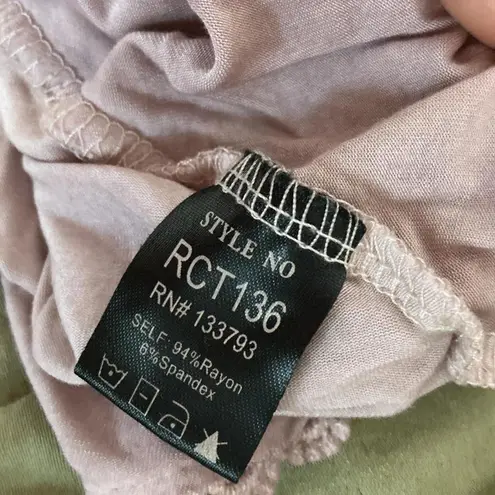 STYLE NO
RCT136
RN# 133793
SELF: 94%Rayon
6%Spandex